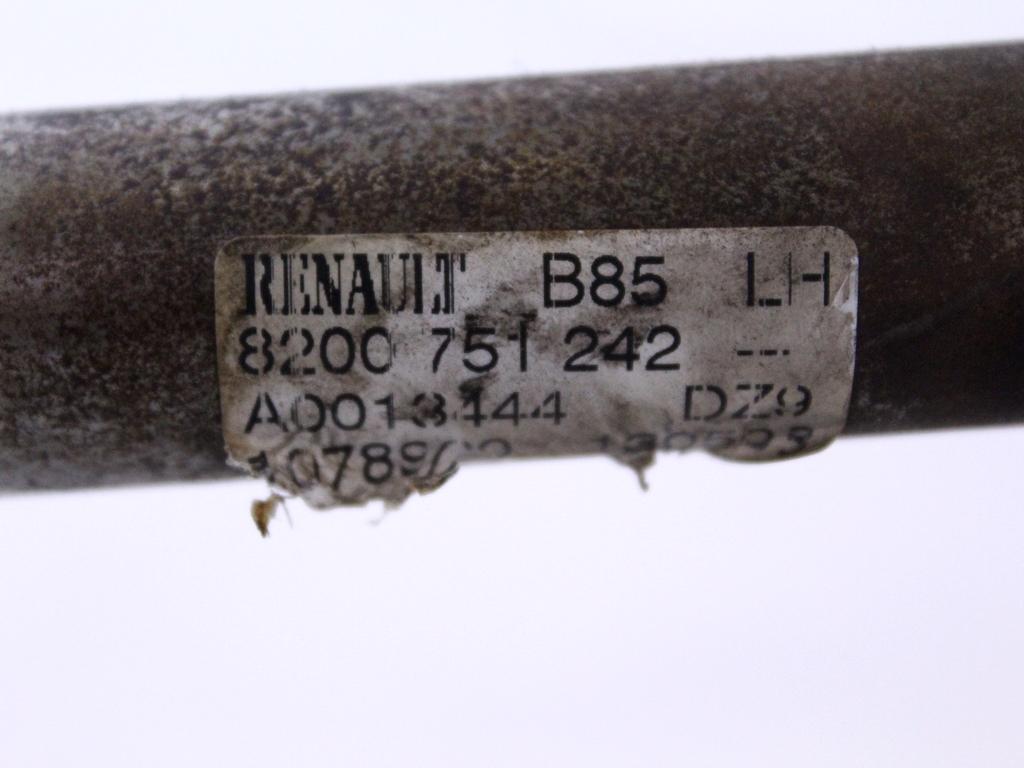 RENAULT B85 LH
8200 751 242 ---
A0013444 DZ9